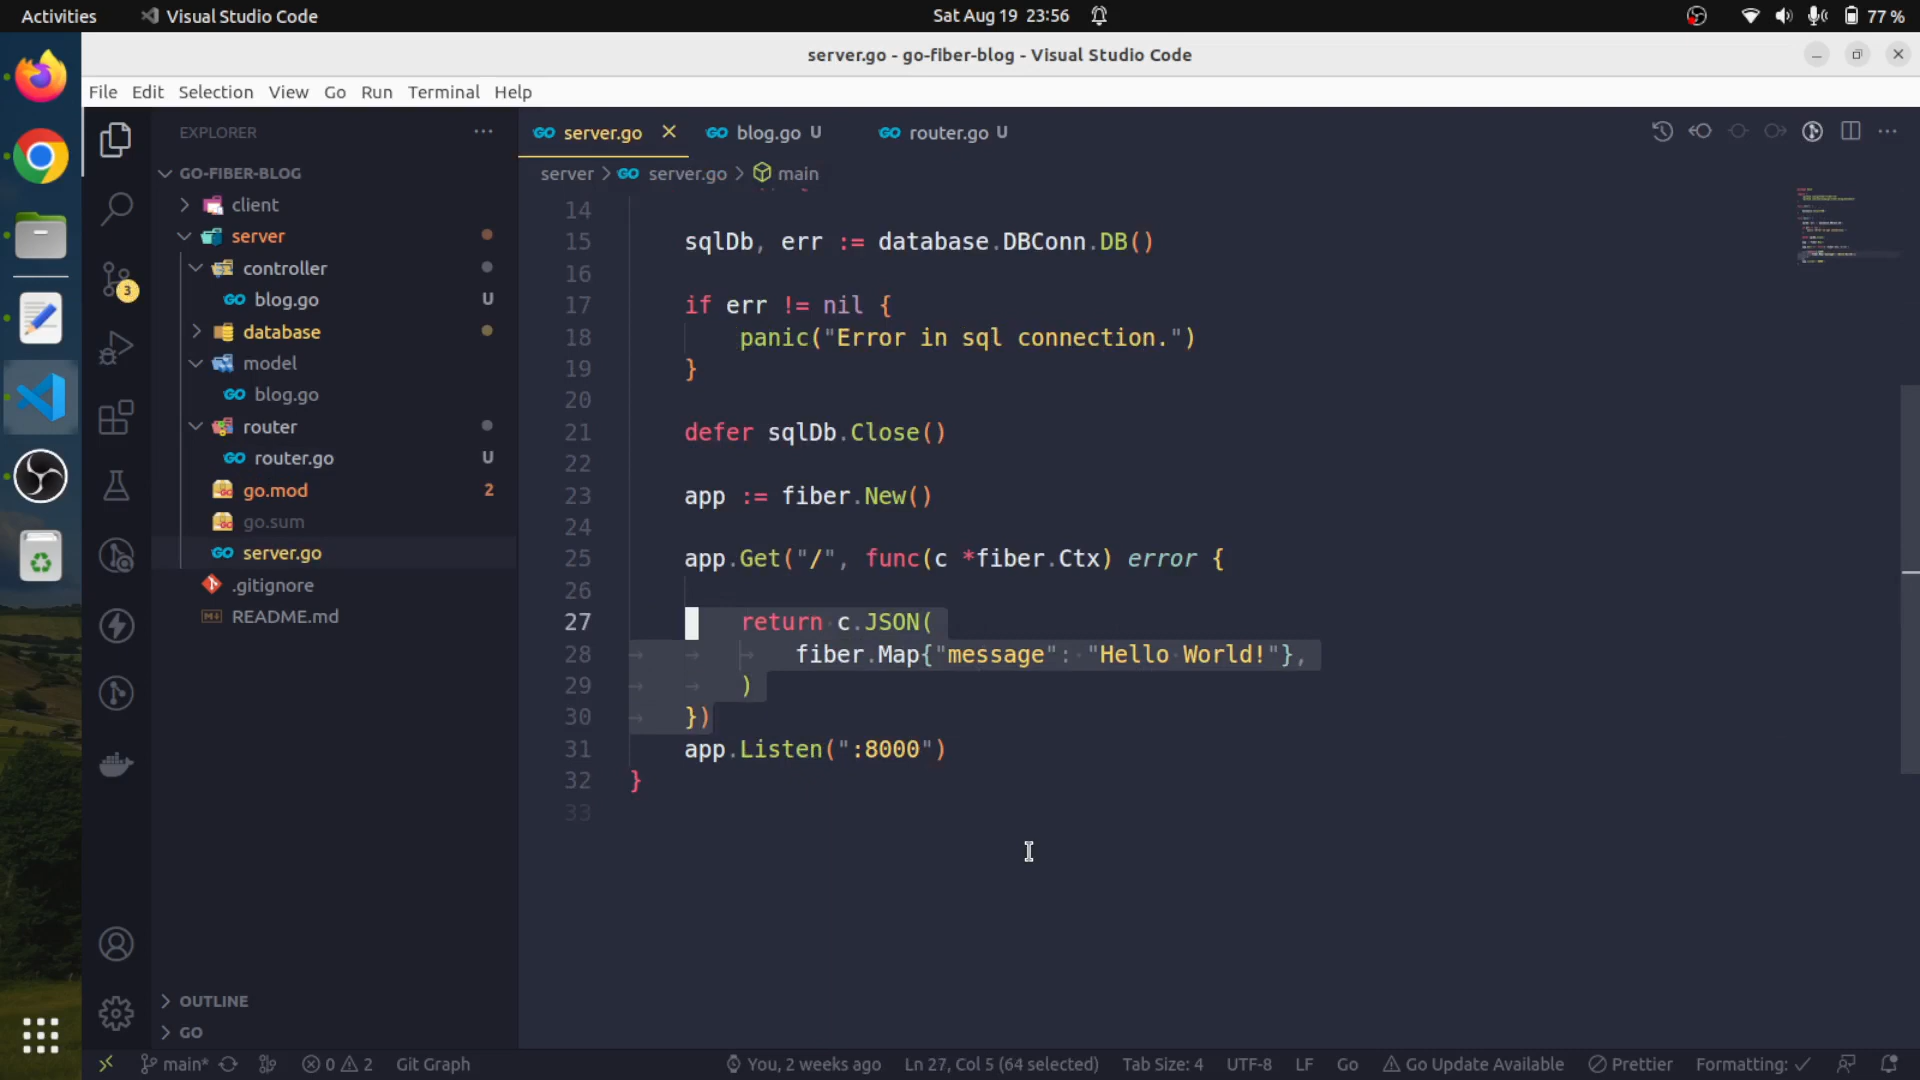 Activities
Visual Studio Code
Sat Aug 19 23:56
77 %
server.go - go-fiber-blog - Visual Studio Code
File Edit Selection View Go Run Terminal Help
EXPLORER
GO-FIBER-BLOG
client
server
controller
blog.go U
database
model
blog.go
router
router.go U
go.mod 2
go.sum
server.go
.gitignore
README.md
OUTLINE
GO
3
server.go
blog.go U
router.go U
server > server.go > main
14
15 sqlDb, err := database.DBConn.DB()
16
17 if err != nil {
18 panic("Error in sql connection.")
19 }
20
21 defer sqlDb.Close()
22
23 app := fiber.New()
24
25 app.Get("/", func(c *fiber.Ctx) error {
26
27 return c.JSON(
28 fiber.Map{"message": "Hello World!"},
29 )
30 })
31 app.Listen(":8000")
32 }
33
main* 0 2 Git Graph You, 2 weeks ago Ln 27, Col 5 (64 selected) Tab Size: 4 UTF-8 LF Go Go Update Available Prettier Formatting: ✓